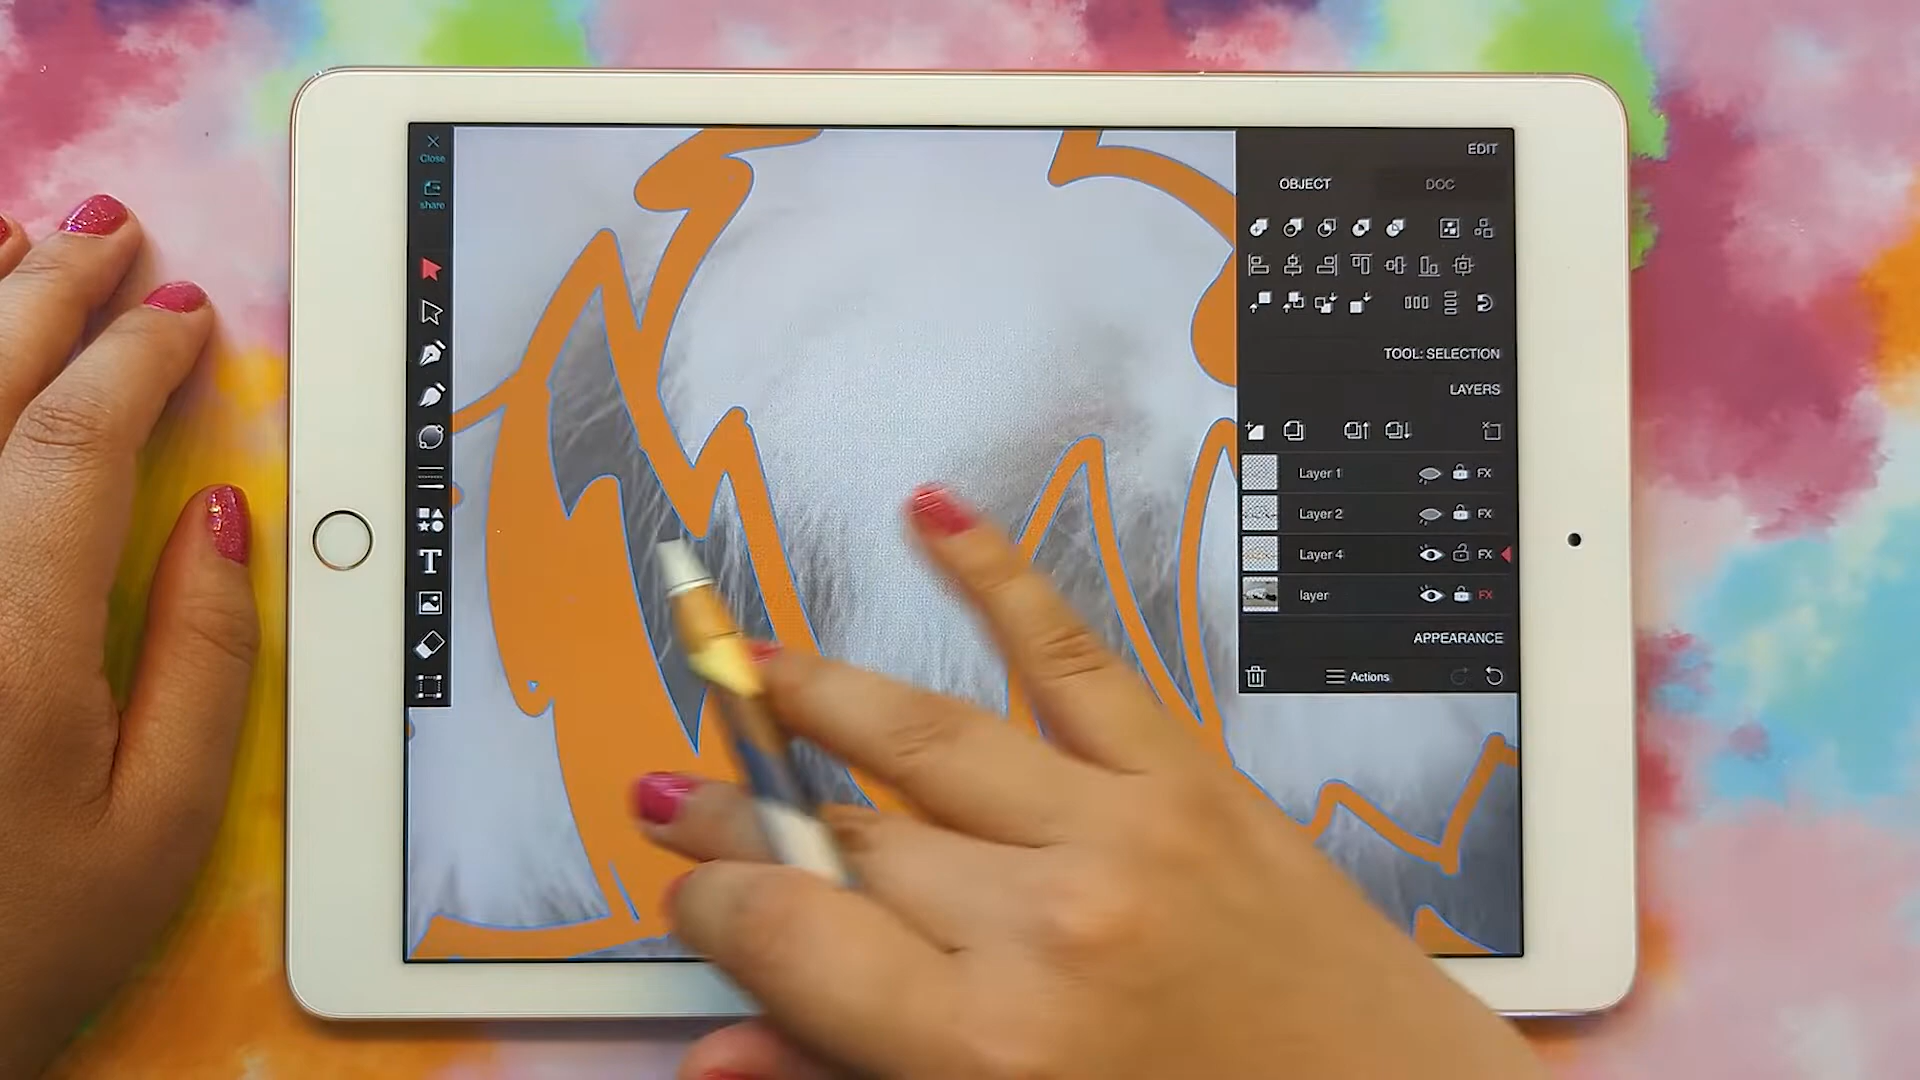 Close
share
T
EDIT
OBJECT DOC
TOOL: SELECTION
LAYERS
Layer 1 FX
Layer 2 FX
Layer 4 FX
layer FX
APPEARANCE
Actions